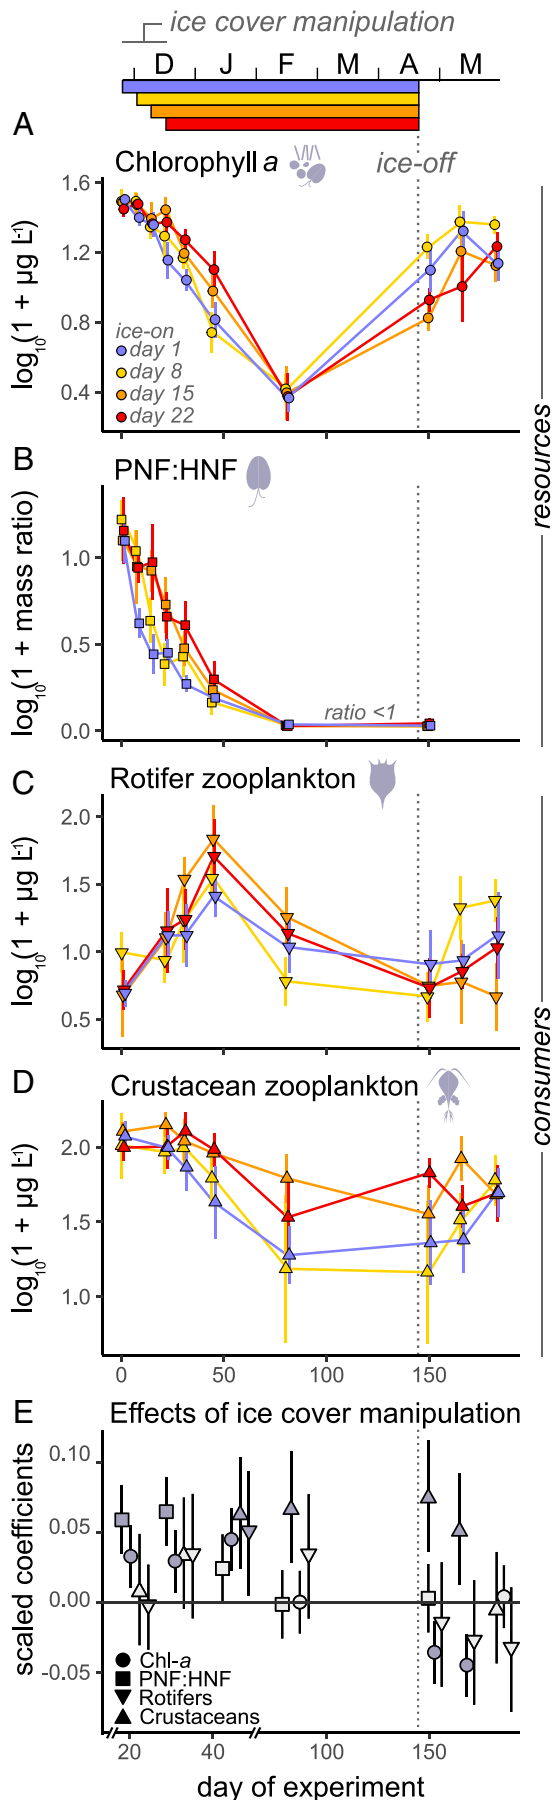 ice cover manipulation
D J F M A M
A
Chlorophyll a
ice-off
1.6
1.2
0.8
0.4
log10(1 + µg L-1)
ice-on
day 1
day 8
day 15
day 22
resources
B
PNF:HNF
1.0
0.5
0.0
log10(1 + mass ratio)
ratio <1
C
Rotifer zooplankton
2.0
1.5
1.0
0.5
log10(1 + µg L-1)
consumers
D
Crustacean zooplankton
2.0
1.5
1.0
log10(1 + µg L-1)
0 50 100 150
E
Effects of ice cover manipulation
0.10
0.05
0.00
-0.05
scaled coefficients
Chl-a
PNF:HNF
Rotifers
Crustaceans
20 40 100 150
day of experiment